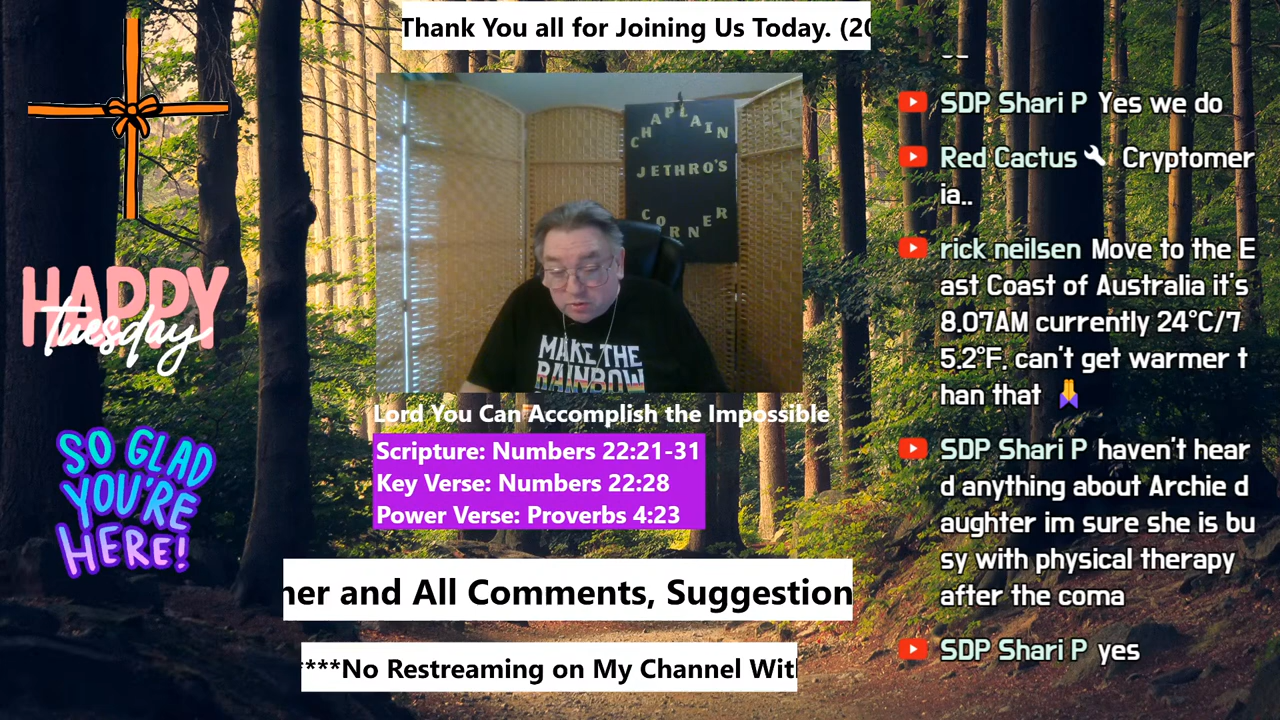 Thank You all for Joining Us Today. (20
CHAPLAIN
JETHRO'S
CORNER
MAKE THE
RAINBOW
HAPPY
tuesday
SO GLAD
YOU'RE
HERE!
Lord You Can Accomplish the Impossible
Scripture: Numbers 22:21-31
Key Verse: Numbers 22:28
Power Verse: Proverbs 4:23
ner and All Comments, Suggestion
****No Restreaming on My Channel Wit
SDP Shari P Yes we do
Red Cactus Cryptomer
ia..
rick neilsen Move to the E
ast Coast of Australia it's
8.07AM currently 24°C/7
5.2°F. can't get warmer t
han that
SDP Shari P haven't hear
d anything about Archie d
aughter im sure she is bu
sy with physical therapy
after the coma
SDP Shari P yes